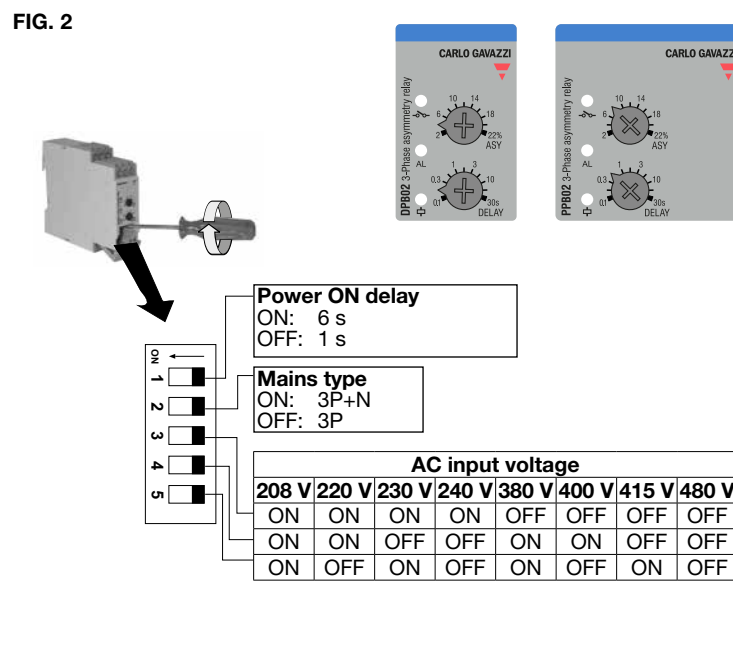 FIG. 2
CARLO GAVAZZI
DPB02 3-Phase asymmetry relay
10 14
6 18
2 22%
ASY
AL
1 3
0.3 10
0.1 30s
DELAY
CARLO GAVAZZ
PPB02 3-Phase asymmetry relay
10 14
6 18
2 22%
ASY
AL
1 3
0.3 10
0.1 30s
DELAY
Power ON delay
ON: 6 s
OFF: 1 s
Mains type
ON: 3P+N
OFF: 3P
ON
1
2
3
4
5
AC input voltage
208 V 220 V 230 V 240 V 380 V 400 V 415 V 480 V
ON ON ON ON OFF OFF OFF OFF
ON ON OFF OFF ON ON OFF OFF
ON OFF ON OFF ON OFF ON OFF